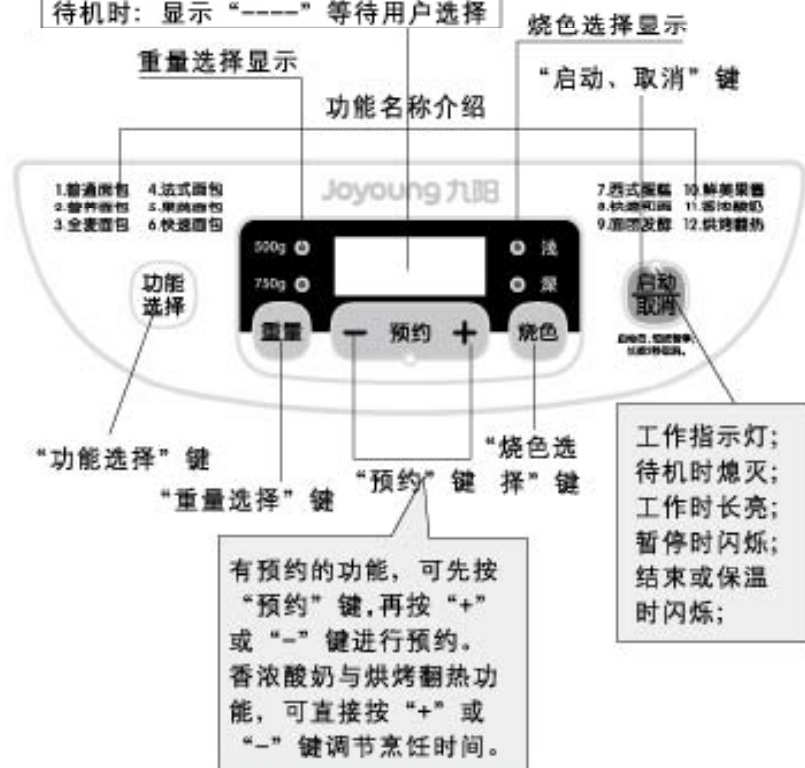 待机时: 显示“----”等待用户选择
烧色选择显示
重量选择显示
“启动、取消”键
功能名称介绍
1.普通面包 4.法式面包
2.营养面包 5.果蔬面包
3.全麦面包 6.快速面包
Joyoung九阳
7.西式蛋糕 10.鲜美果酱
8.快速和面 11.香浓酸奶
9.面团发酵 12.烘烤翻热
500g
浅
750g
深
功能
选择
重量
— 预约 +
烧色
启动
取消
“功能选择”键
“重量选择”键
“预约”键
“烧色选
择”键
工作指示灯;
待机时熄灭;
工作时长亮;
暂停时闪烁;
结束或保温
时闪烁;
有预约的功能, 可先按
“预约”键,再按“+”
或“-”键进行预约。
香浓酸奶与烘烤翻热功
能, 可直接按“+”或
“-”键调节烹饪时间。